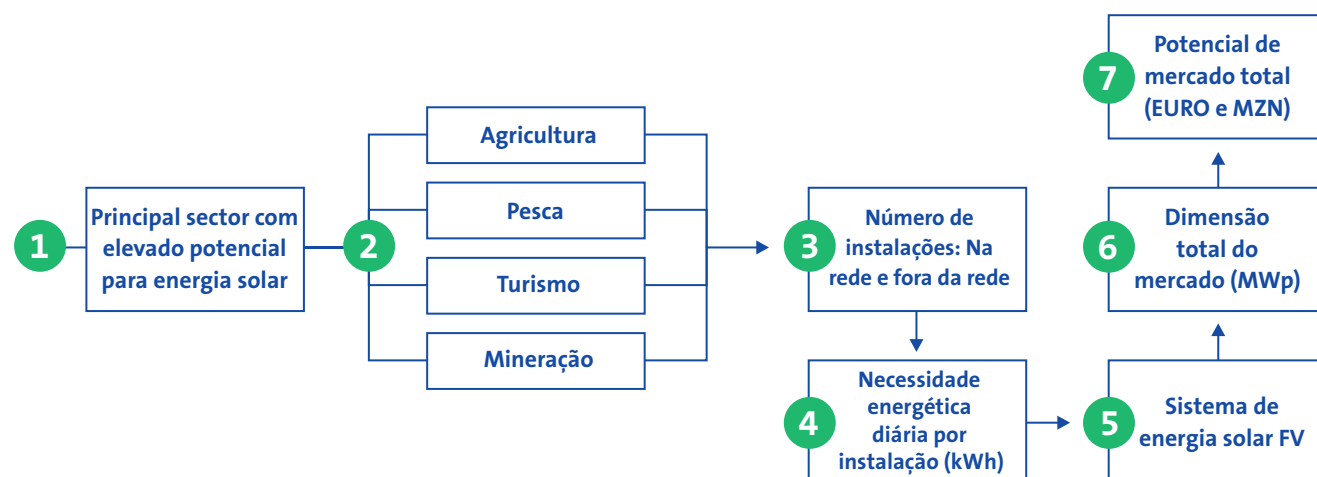 1
Principal sector com
elevado potencial
para energia solar
2
Agricultura
Pesca
Turismo
Mineração
3
Número de
instalações: Na
rede e fora da rede
4
Necessidade
energética
diária por
instalação (kWh)
5
Sistema de
energia solar FV
6
Dimensão
total do
mercado (MWp)
7
Potencial de
mercado total
(EURO e MZN)